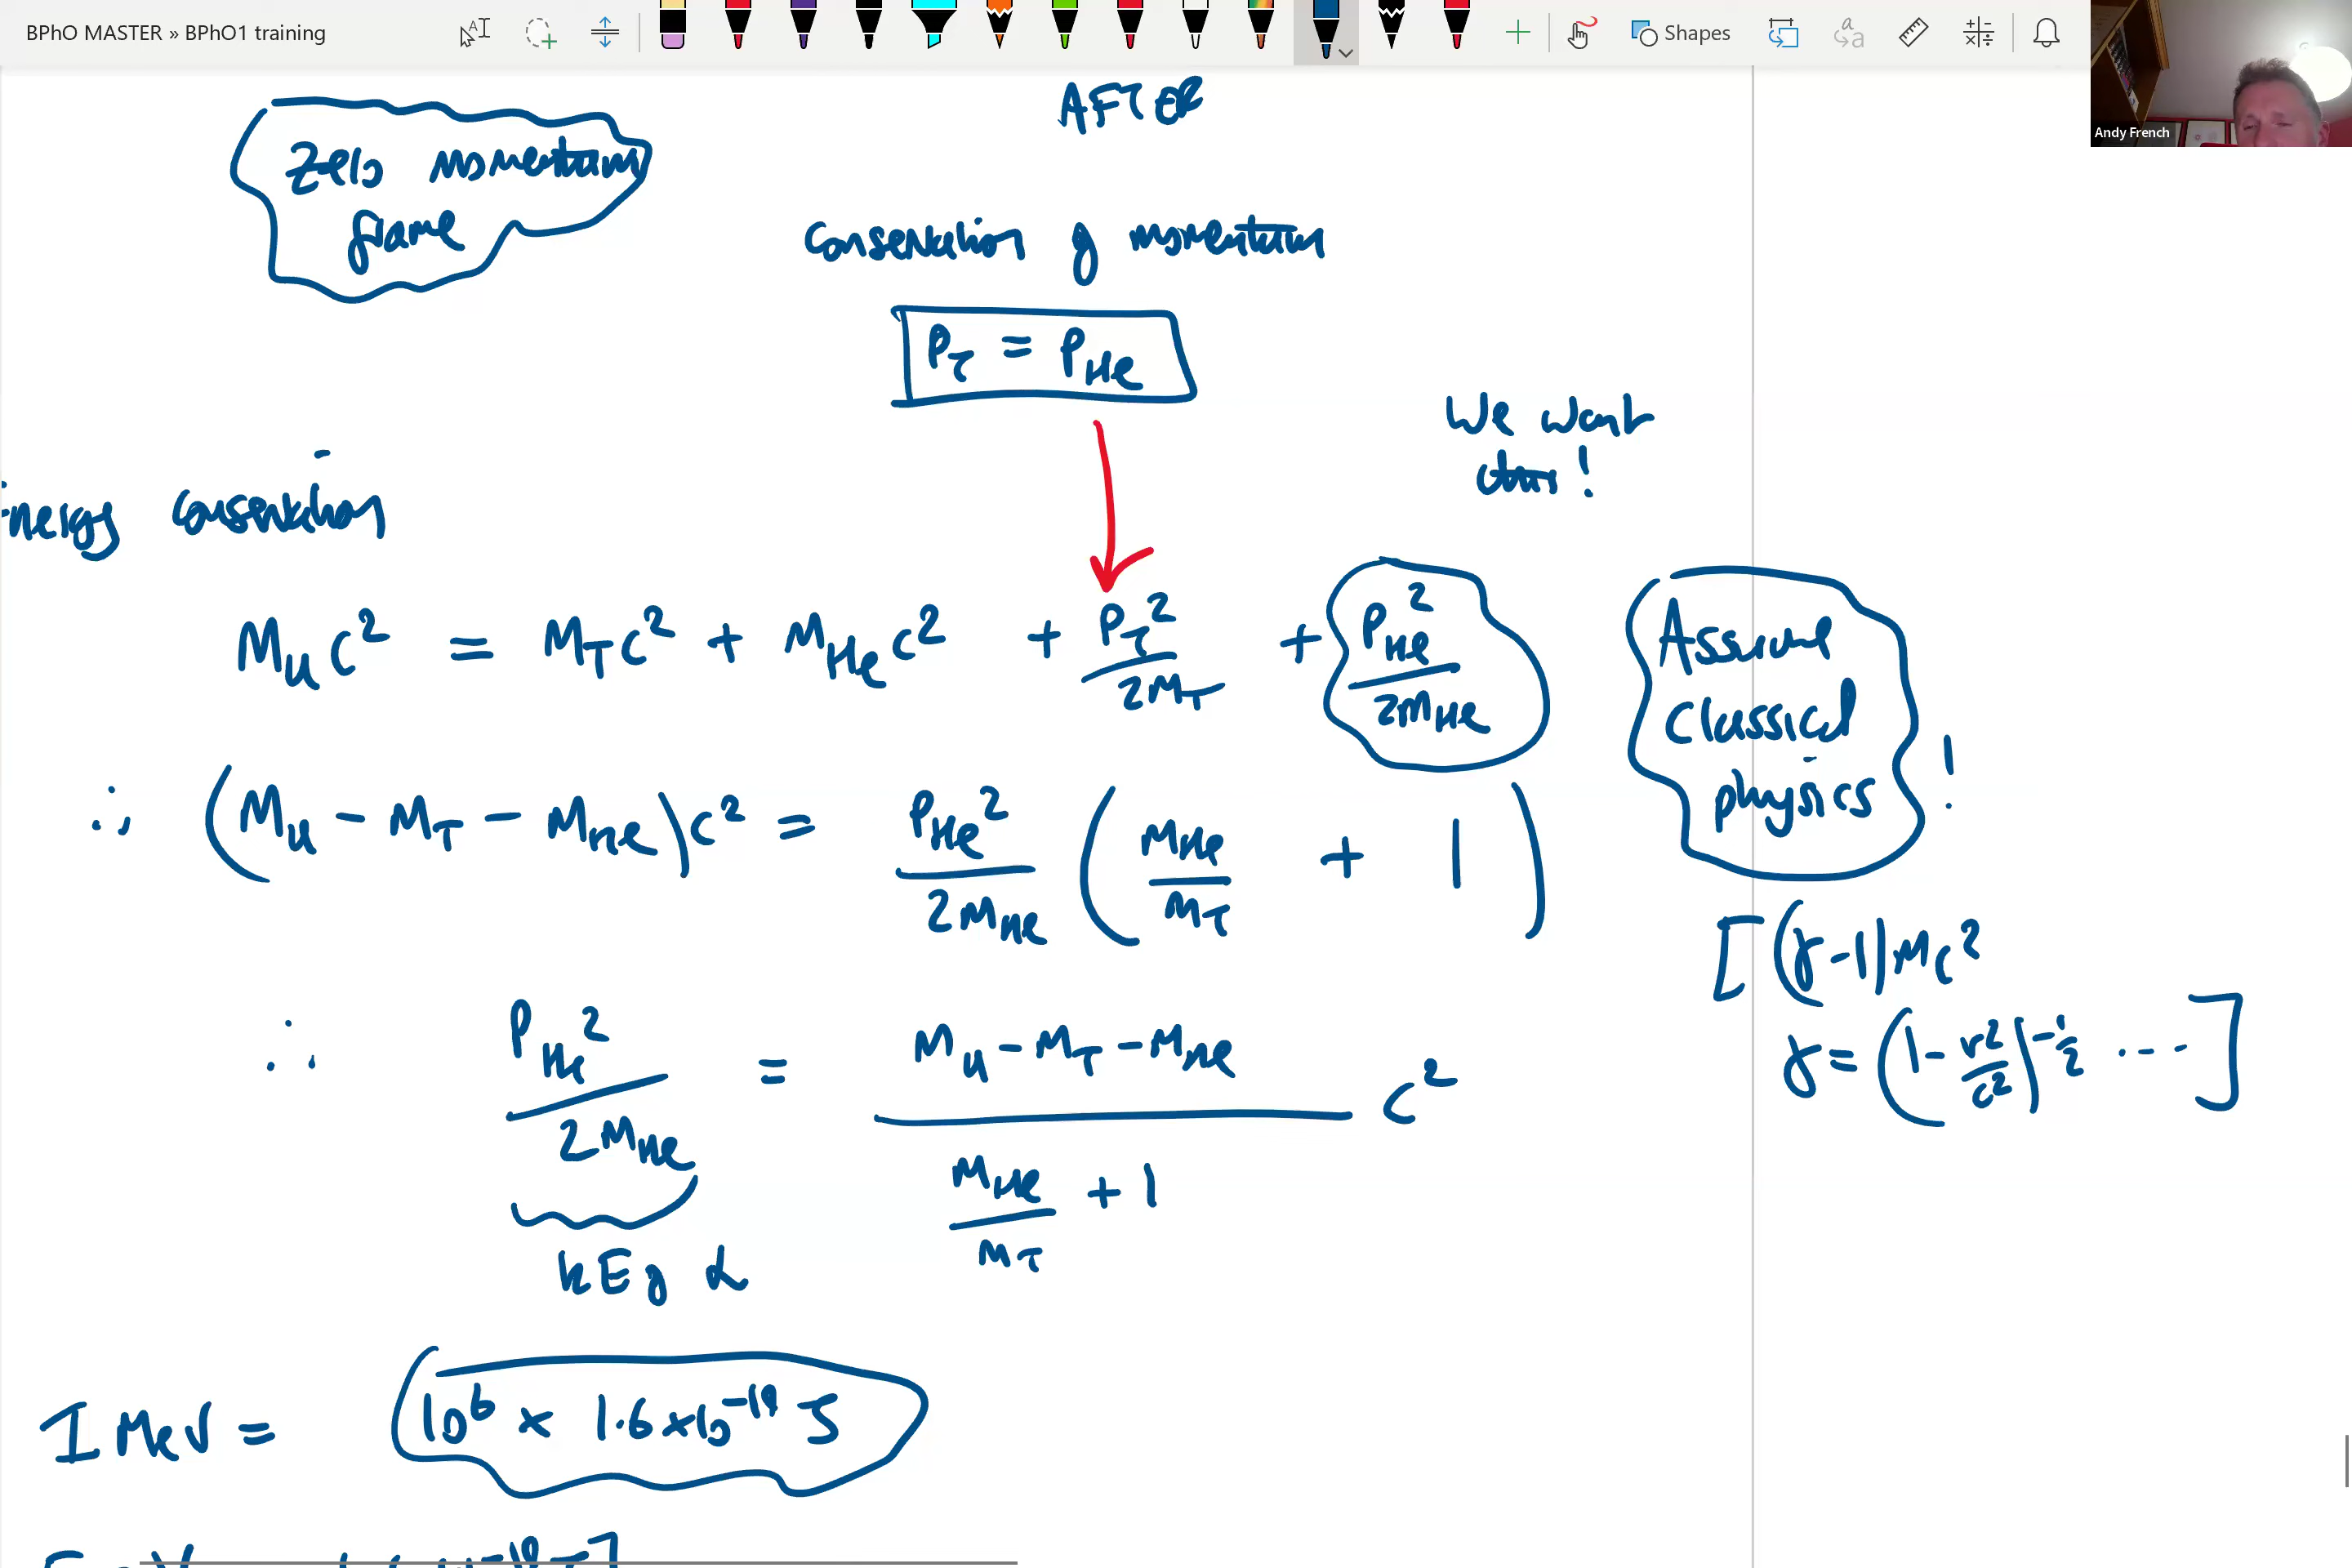 BPhO MASTER » BPhO1 training
Shapes
Andy French
AFTER
Zero momentum
frame
Conservation of momentum
P_T = P_He
We want
this!
Energy conservation
M_U c² = M_T c² + M_He c² + P_T²/2M_T + P_He²/2M_He
Assume
classical
physics !
∴ (M_U - M_T - M_He)c² = P_He²/2M_He (M_He/M_T + 1)
[(γ-1)Mc²
γ = (1 - v²/c²)^-½ ....]
∴ P_He²/2M_He = (M_U - M_T - M_He)/(M_He/M_T + 1) c²
KE of α
1 MeV = 10⁶ × 1.6×10⁻¹⁹ J